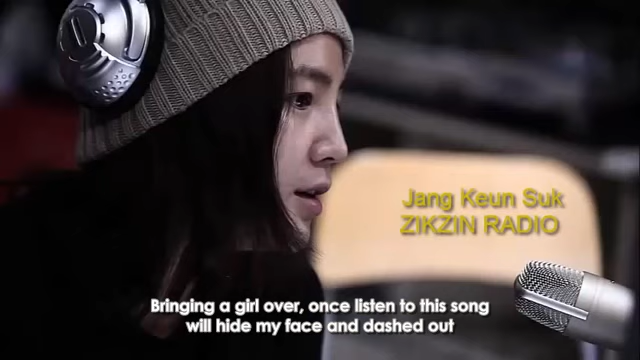 Jang Keun Suk
ZIKZIN RADIO
Bringing a girl over, once listen to this song
will hide my face and dashed out